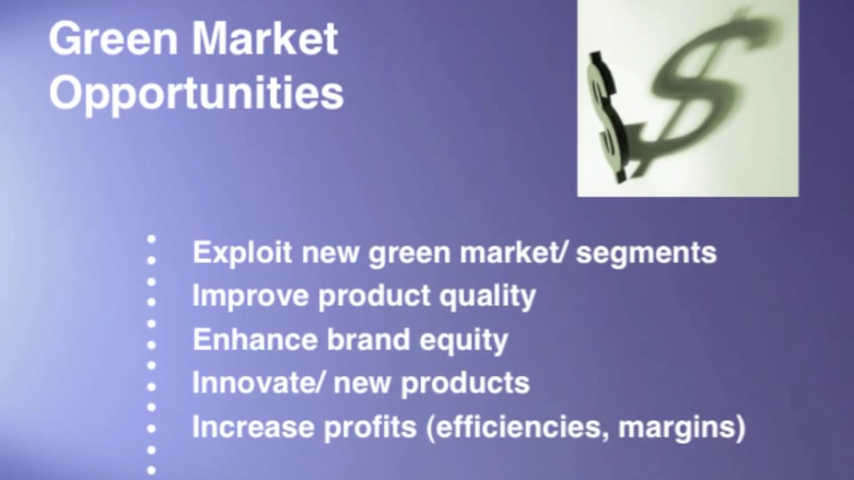 Green Market
Opportunities
Exploit new green market/ segments
Improve product quality
Enhance brand equity
Innovate/ new products
Increase profits (efficiencies, margins)